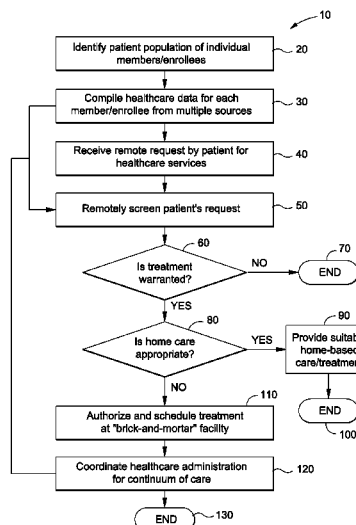 10
Identify patient population of individual
members/enrollees
20
Compile healthcare data for each
member/enrollee from multiple sources
30
Receive remote request by patient for
healthcare services
40
Remotely screen patient's request
50
60
Is treatment
warranted?
NO
70
END
YES
80
Is home care
appropriate?
YES
90
Provide
home-based
END
100
NO
110
Authorize and schedule treatment
at "brick-and-mortar" facility
Coordinate healthcare administration
for continuum of care
120
END
130